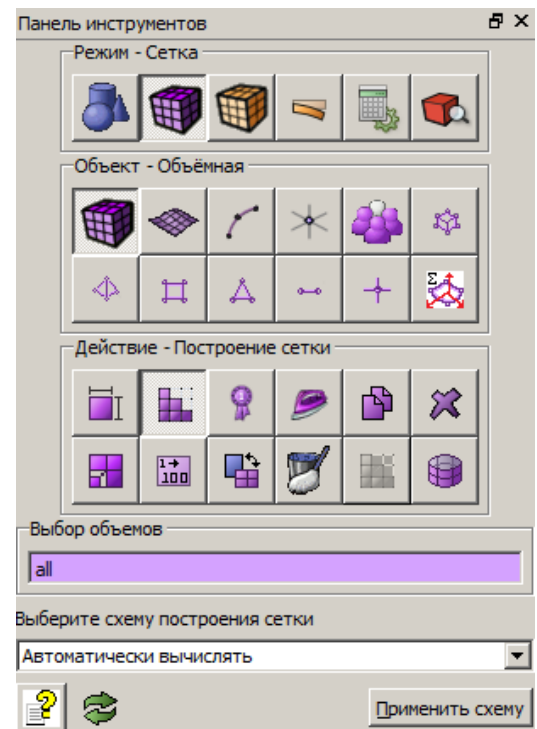 Панель инструментов
Режим - Сетка
Объект - Объёмная
Σ
Действие - Построение сетки
1
1→
100
Выбор объемов
all
Выберите схему построения сетки
Автоматически вычислять
?
Применить схему